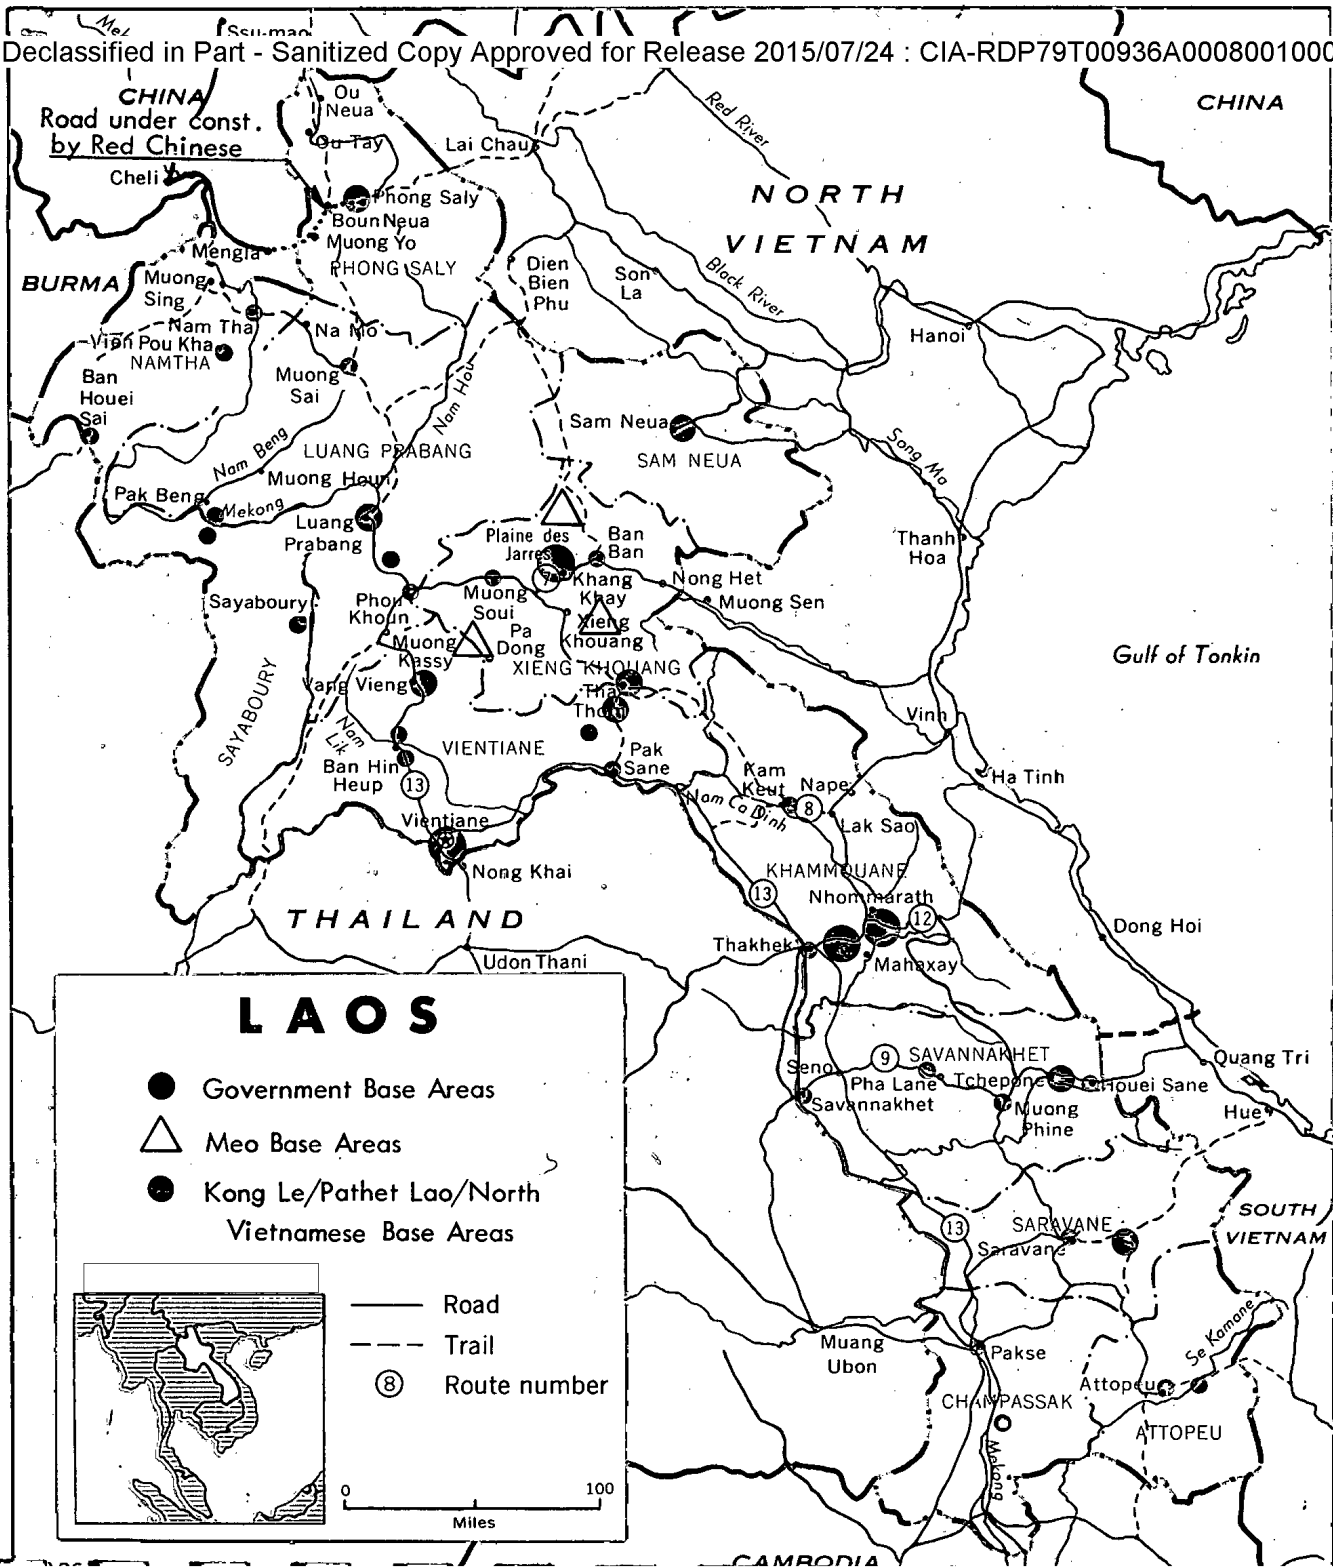 Ssu-mao
Declassified in Part - Sanitized Copy Approved for Release 2015/07/24 : CIA-RDP79T00936A0008001000
CHINA
Road under const.
by Red Chinese
Ou
Neua
Ou Tay
Lai Chau
Red River
CHINA
Cheli
Phong Saly
Boun Neua
Muong Yo
PHONG SALY
NORTH
VIETNAM
Mengla
BURMA
Muong
Sing
Dien
Bien
Phu
Son
La
Black River
Hanoi
Nam Tha
Na Mo
Vien Pou Kha
NAMTHA
Ban
Houei
Sai
Muong
Sai
Nam Hou
Sam Neua
SAM NEUA
Song Ma
Nam Beng
LUANG PRABANG
Muong Houn
Pak Beng
Mekong
Luang
Prabang
Plaine des
Jarres
Ban
Ban
Thanh
Hoa
7
Khang
Khay
Nong Het
Muong Sen
Sayaboury
Phou
Khoun
Muong
Soui
Pa
Dong
Xieng
Khouang
Muong
Kassy
XIENG KHOUANG
Gulf of Tonkin
SAYABOURY
Vang Vieng
Tha
Thom
Vinh
Nam
Lik
VIENTIANE
Ban Hin
Heup
13
Pak
Sane
Kam
Keut
Nape
8
Ha Tinh
Nam Ca Dinh
Lak Sao
Vientiane
Nong Khai
KHAMMOUANE
13
Nhommarath
12
THAILAND
Thakhek
Mahaxay
Dong Hoi
Udon Thani
LAOS
Government Base Areas
Meo Base Areas
Kong Le/Pathet Lao/North
Vietnamese Base Areas
Road
Trail
8
Route number
0
100
Miles
Seno
9
SAVANNAKHET
Pha Lane
Tchepone
Houei Sane
Quang Tri
Savannakhet
Muong
Phine
Hue
13
SARAVANE
Saravane
SOUTH
VIETNAM
Muang
Ubon
Pakse
Se Kamane
Attopeu
CHAMPASSAK
ATTOPEU
Mekong
CAMBODIA